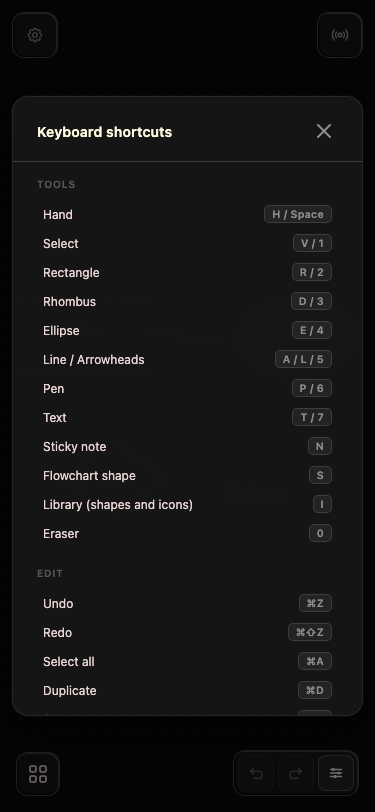 Keyboard shortcuts
TOOLS
Hand H / Space
Select V / 1
Rectangle R / 2
Rhombus D / 3
Ellipse E / 4
Line / Arrowheads A / L / 5
Pen P / 6
Text T / 7
Sticky note N
Flowchart shape S
Library (shapes and icons) I
Eraser 0
EDIT
Undo ⌘Z
Redo ⌘⇧Z
Select all ⌘A
Duplicate ⌘D